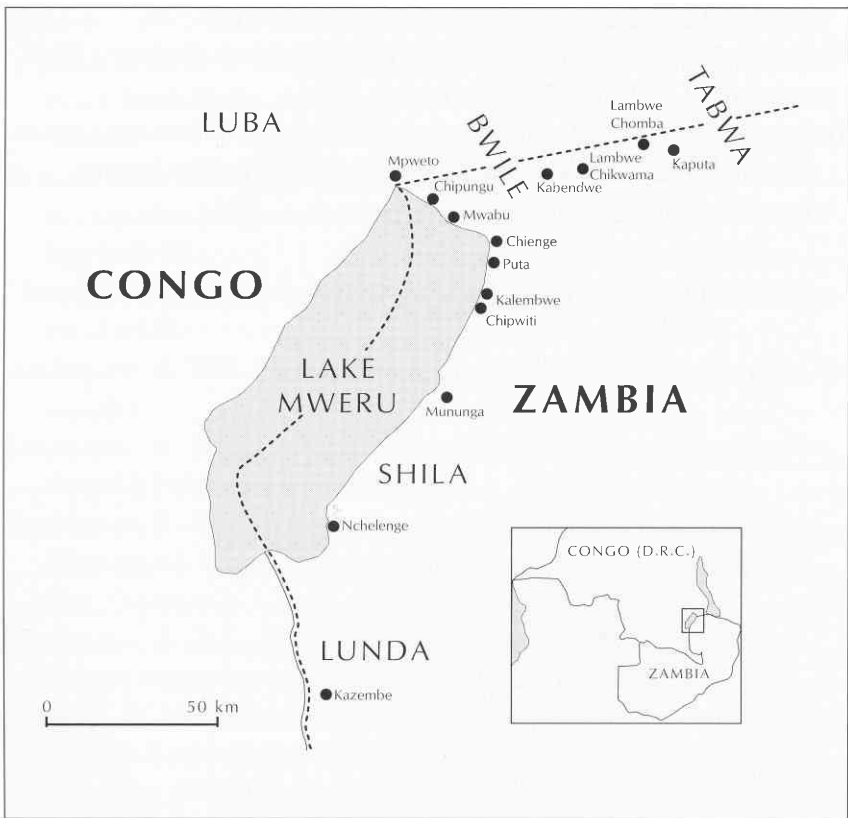 TABWA
LUBA
BWILE
Lambwe
Chomba
Mpweto
Lambwe
Chikwama
Kaputa
Chipungu
Kabendwe
Mwabu
Chienge
Puta
CONGO
Kalembwe
Chipwiti
LAKE
MWERU
ZAMBIA
Mununga
SHILA
Nchelenge
CONGO (D.R.C.)
LUNDA
ZAMBIA
Kazembe
0 50 km